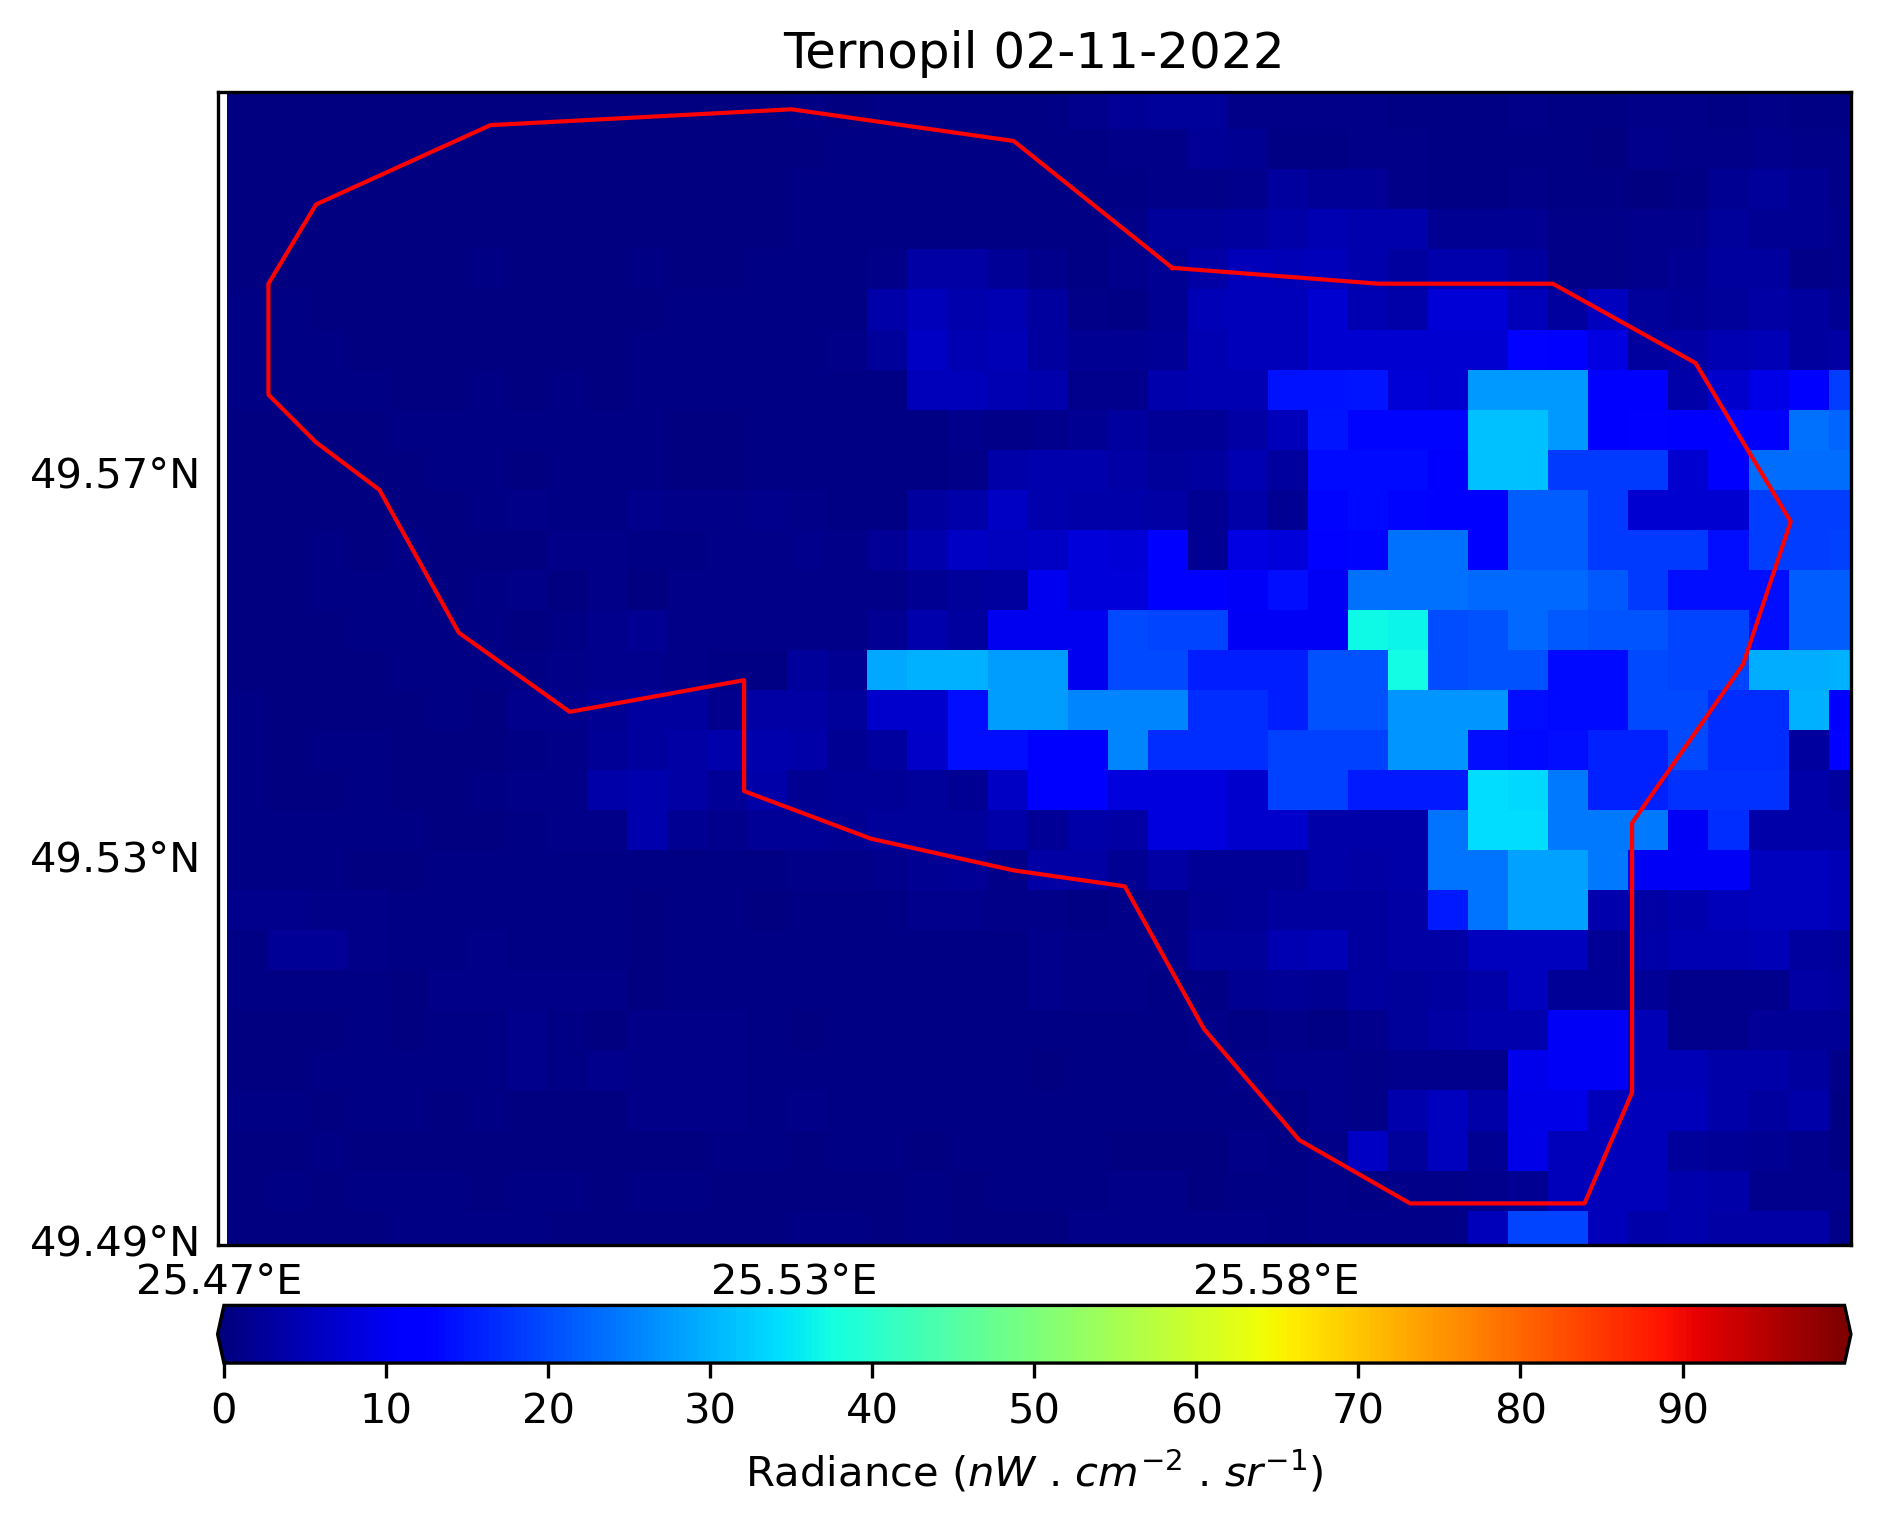 Ternopil 02-11-2022
49.57°N
49.53°N
49.49°N
25.47°E 25.53°E 25.58°E
0 10 20 30 40 50 60 70 80 90
Radiance (nW . cm⁻² . sr⁻¹)